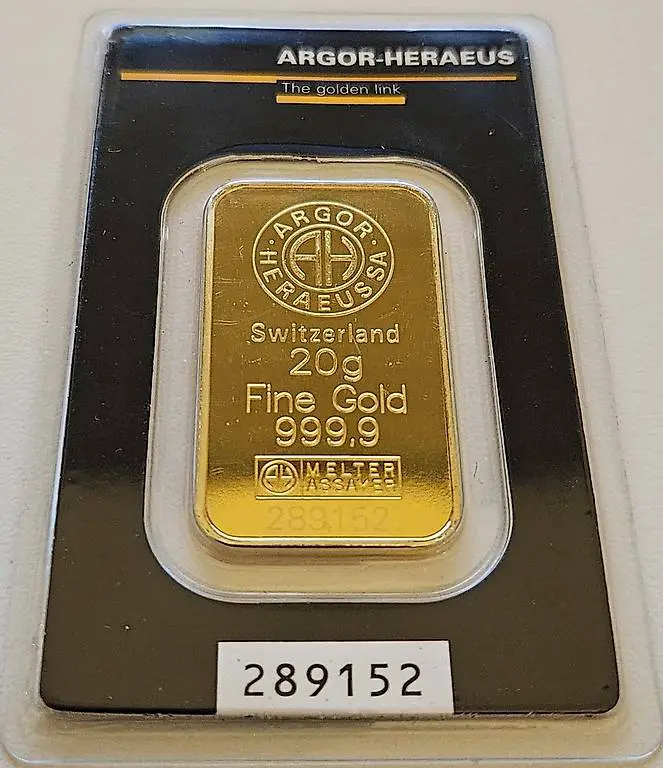 ARGOR-HERAEUS
The golden link
·ARGOR·
HERAEUS SA
AH
Switzerland
20g
Fine Gold
999.9
AH MELTER
ASSAYER
289152
289152